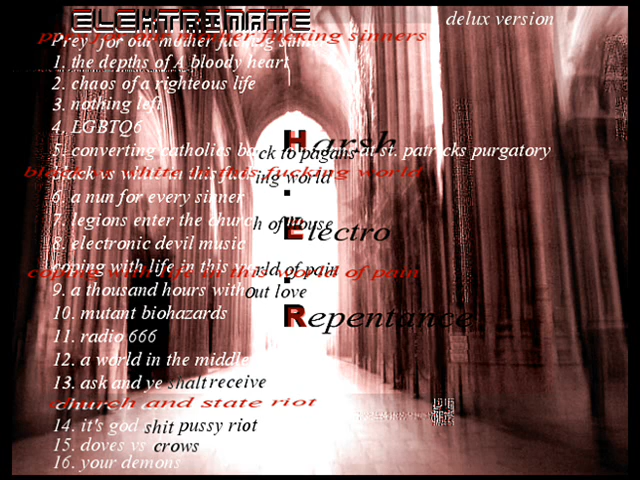 ELEKTRIMATE
delux version
Prey for our mother fucking sinners
1. the depths of A bloody heart
2. chaos of a righteous life
3. nothing left
4. LGBTQ6
5- converting catholics back to pagans at st. patricks purgatory
black vs white in this fucking world
6. a nun for every sinner
7. legions enter the church of house
8. electronic devil music
coping with life in this world of pain
9. a thousand hours without love
10. mutant biohazards
11. radio 666
12. a world in the middle
13. ask and ye shalt receive
church and state riot
14. it's god shit pussy riot
15. doves vs crows
16. your demons
Harsh
.
Electro
.
Repentance